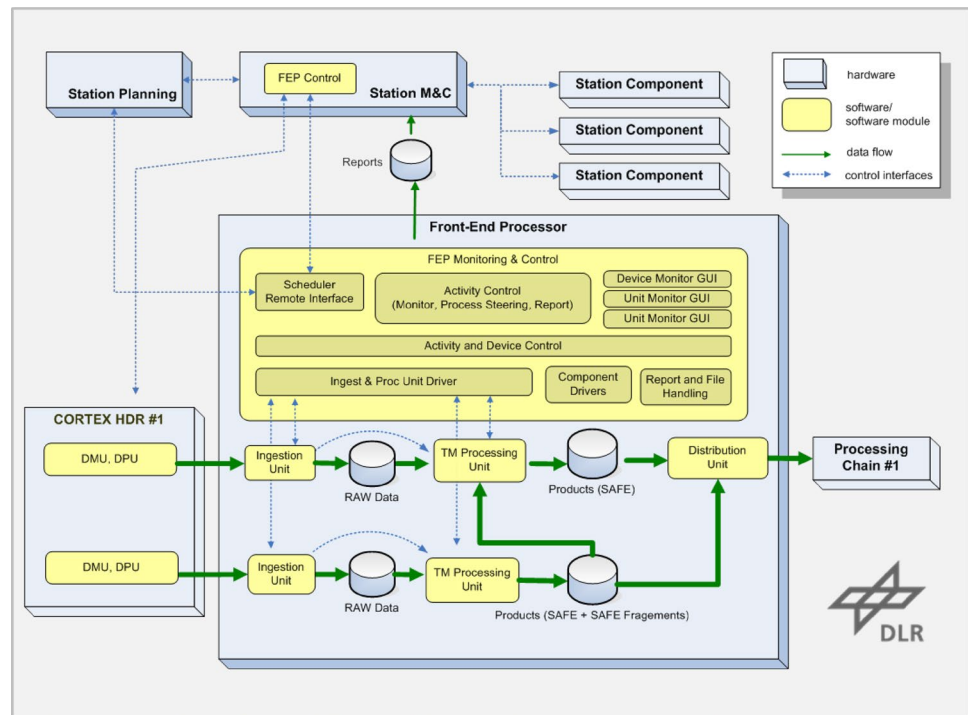 Station Planning
FEP Control
Station M&C
Station Component
Station Component
Station Component
hardware
software/
software module
data flow
control interfaces
Reports
Front-End Processor
FEP Monitoring & Control
Scheduler
Remote Interface
Activity Control
(Monitor, Process Steering, Report)
Device Monitor GUI
Unit Monitor GUI
Unit Monitor GUI
Activity and Device Control
Ingest & Proc Unit Driver
Component
Drivers
Report and File
Handling
CORTEX HDR #1
DMU, DPU
Ingestion
Unit
RAW Data
TM Processing
Unit
Products (SAFE)
Distribution
Unit
Processing
Chain #1
DMU, DPU
Ingestion
Unit
RAW Data
TM Processing
Unit
Products (SAFE + SAFE Fragements)
DLR